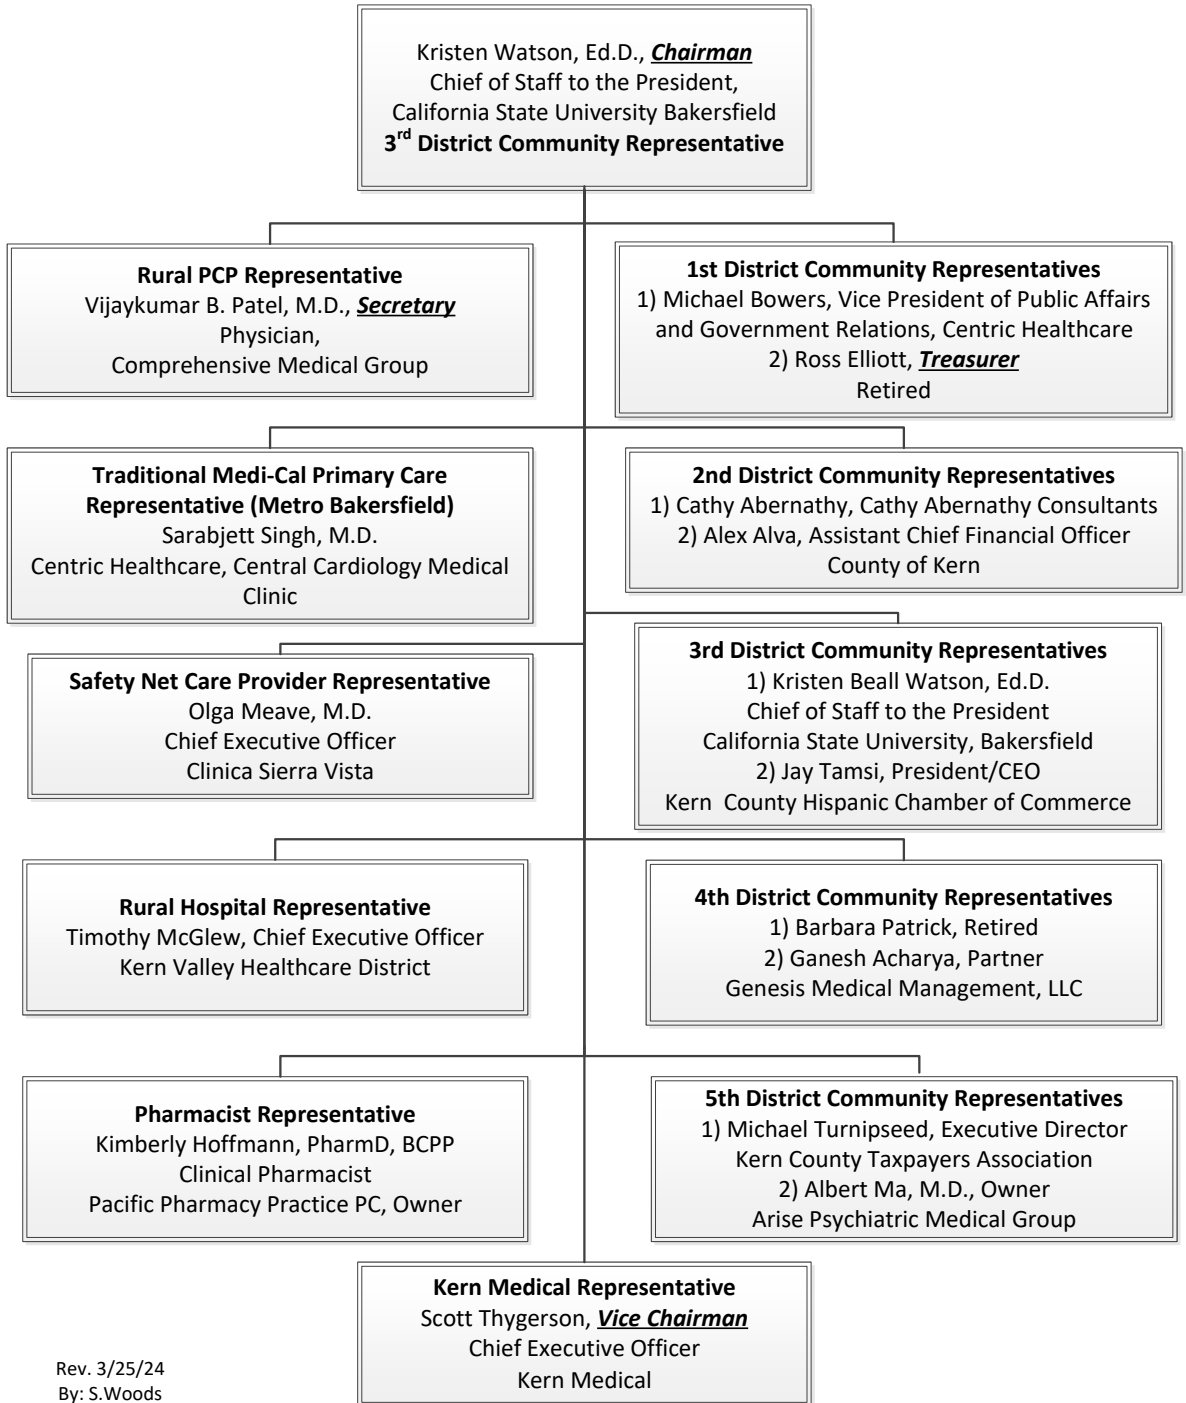 Kristen Watson, Ed.D., Chairman
Chief of Staff to the President,
California State University Bakersfield
3rd District Community Representative
Rural PCP Representative
Vijaykumar B. Patel, M.D., Secretary
Physician,
Comprehensive Medical Group
1st District Community Representatives
1) Michael Bowers, Vice President of Public Affairs
and Government Relations, Centric Healthcare
2) Ross Elliott, Treasurer
Retired
Traditional Medi-Cal Primary Care
Representative (Metro Bakersfield)
Sarabjett Singh, M.D.
Centric Healthcare, Central Cardiology Medical
Clinic
2nd District Community Representatives
1) Cathy Abernathy, Cathy Abernathy Consultants
2) Alex Alva, Assistant Chief Financial Officer
County of Kern
Safety Net Care Provider Representative
Olga Meave, M.D.
Chief Executive Officer
Clinica Sierra Vista
3rd District Community Representatives
1) Kristen Beall Watson, Ed.D.
Chief of Staff to the President
California State University, Bakersfield
2) Jay Tamsi, President/CEO
Kern  County Hispanic Chamber of Commerce
Rural Hospital Representative
Timothy McGlew, Chief Executive Officer
Kern Valley Healthcare District
4th District Community Representatives
1) Barbara Patrick, Retired
2) Ganesh Acharya, Partner
Genesis Medical Management, LLC
Pharmacist Representative
Kimberly Hoffmann, PharmD, BCPP
Clinical Pharmacist
Pacific Pharmacy Practice PC, Owner
5th District Community Representatives
1) Michael Turnipseed, Executive Director
Kern County Taxpayers Association
2) Albert Ma, M.D., Owner
Arise Psychiatric Medical Group
Kern Medical Representative
Scott Thygerson, Vice Chairman
Chief Executive Officer
Kern Medical
Rev. 3/25/24
By: S.Woods